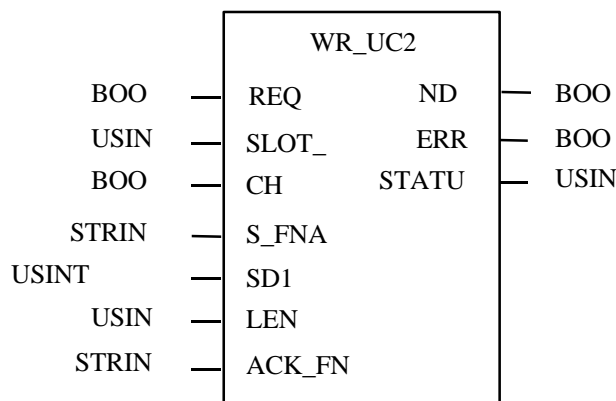 WR_UC2
BOO REQ ND BOO
USIN SLOT_ ERR BOO
BOO CH STATU USIN
STRIN S_FNA
USINT SD1
USIN LEN
STRIN ACK_FN